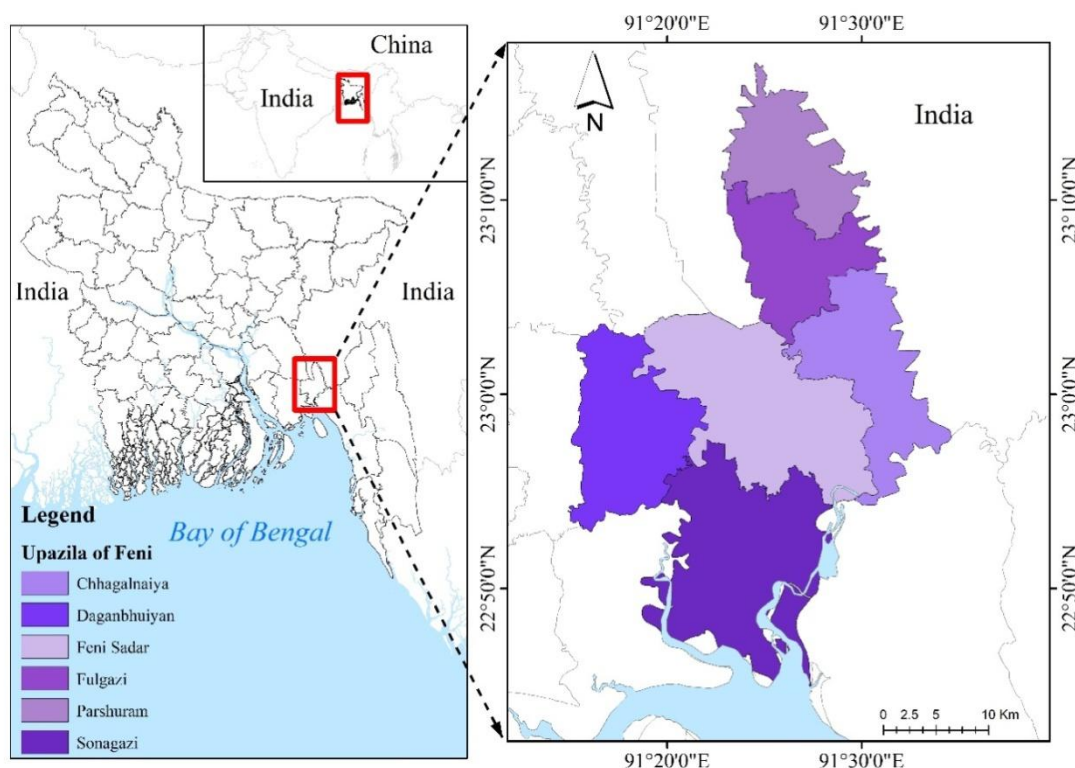 China
India
India
India
Bay of Bengal
Legend
Upazila of Feni
Chhagalnaiya
Daganbhuiyan
Feni Sadar
Fulgazi
Parshuram
Sonagazi
91°20'0"E
91°30'0"E
N
India
23°10'0"N
23°10'0"N
23°0'0"N
23°0'0"N
22°50'0"N
22°50'0"N
0 2.5 5 10 Km
91°20'0"E
91°30'0"E